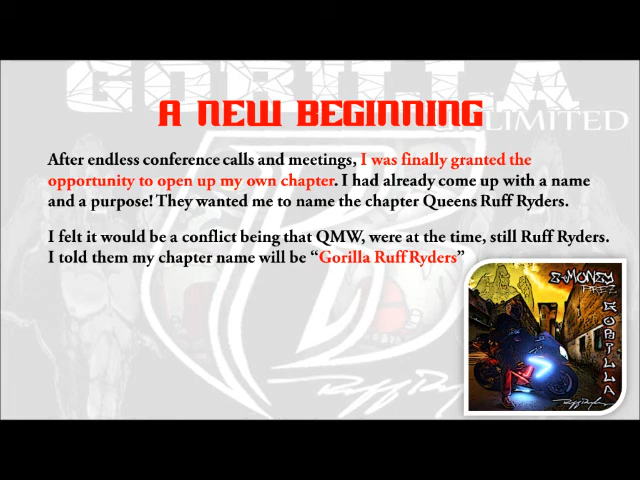 GORILLA
UNLIMITED
A NEW BEGINNING
After endless conference calls and meetings, I was finally granted the
opportunity to open up my own chapter. I had already come up with a name
and a purpose! They wanted me to name the chapter Queens Ruff Ryders.
I felt it would be a conflict being that QMW, were at the time, still Ruff Ryders.
I told them my chapter name will be “Gorilla Ruff Ryders”
E-MONEY
PREZ
GORILLA
Ruff Ryders